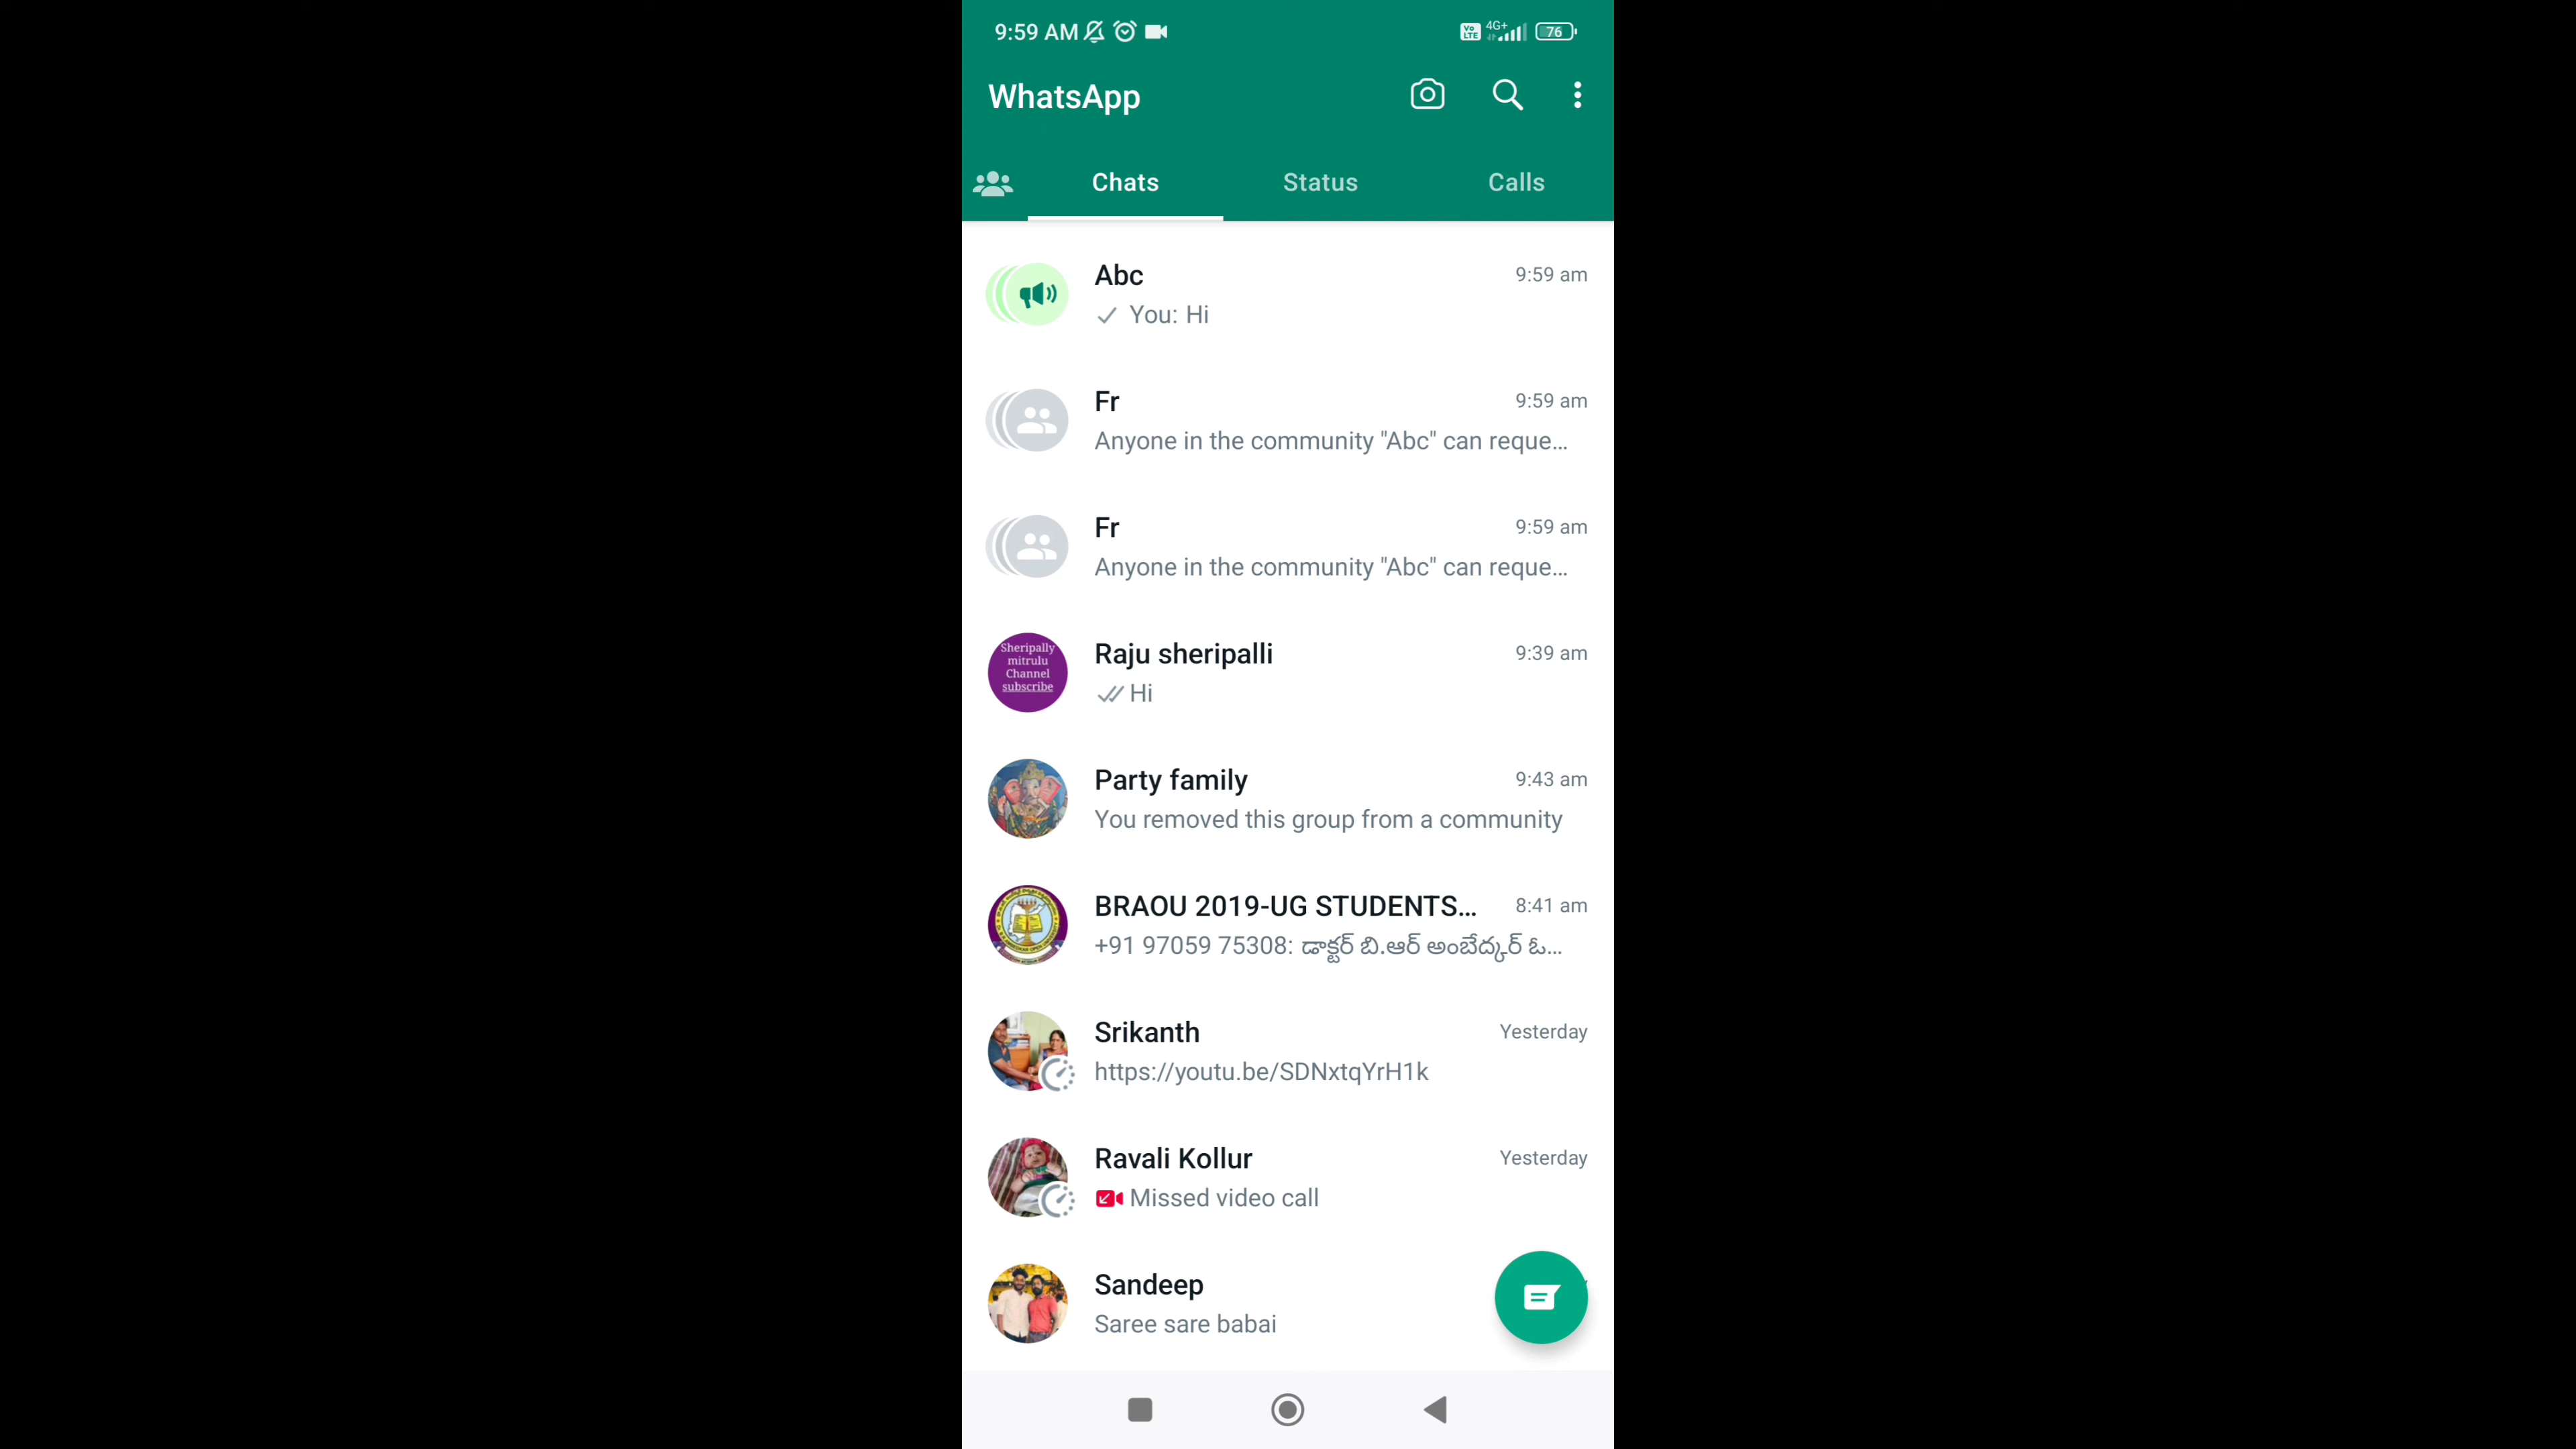 9:59 AM
Vo LTE 4G+ 76
WhatsApp
Chats Status Calls
Abc 9:59 am
You: Hi
Fr 9:59 am
Anyone in the community "Abc" can reque...
Fr 9:59 am
Anyone in the community "Abc" can reque...
Sheripally
mitrulu
Channel
subscribe
Raju sheripalli 9:39 am
Hi
Party family 9:43 am
You removed this group from a community
BRAOU 2019-UG STUDENTS... 8:41 am
+91 97059 75308: డాక్టర్ బి.ఆర్ అంబేద్కర్ ఓ...
Srikanth Yesterday
https://youtu.be/SDNxtqYrH1k
Ravali Kollur Yesterday
Missed video call
Sandeep
Saree sare babai